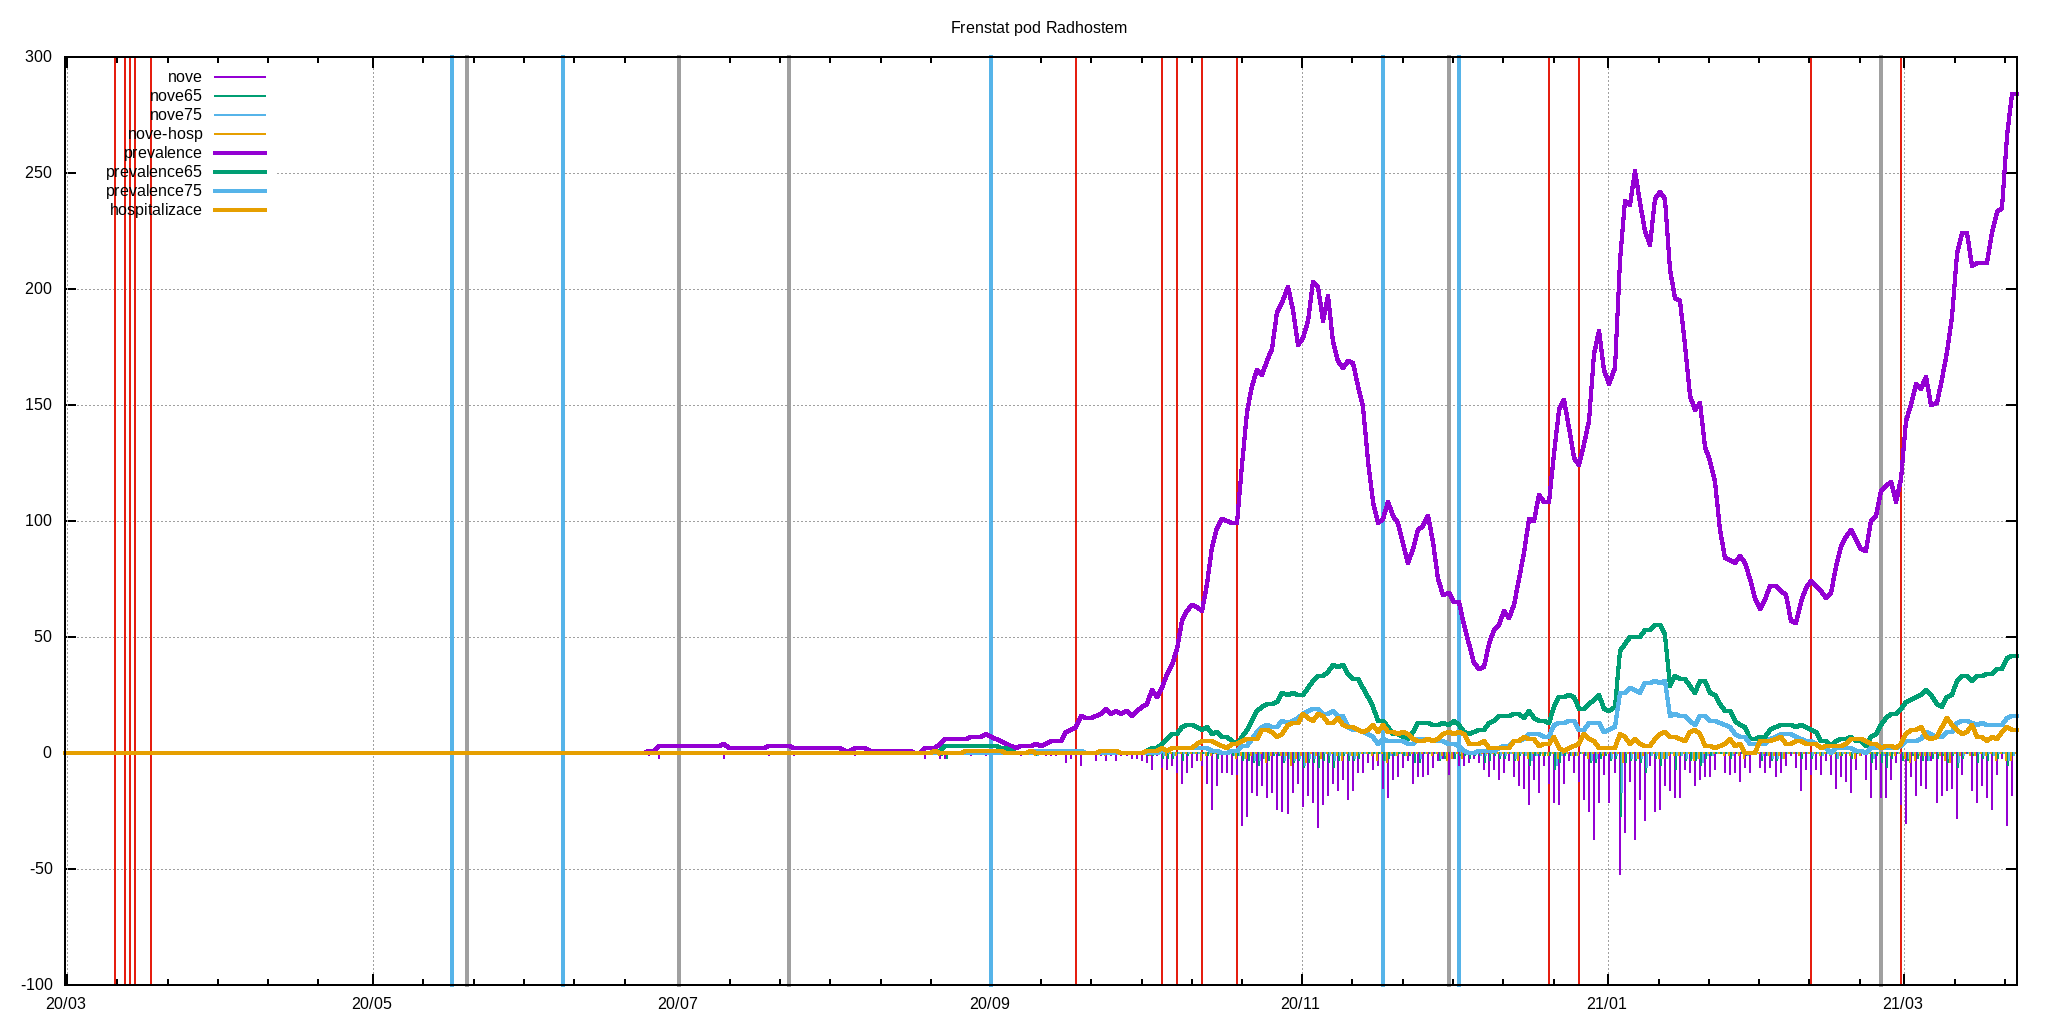 Frenstat pod Radhostem
300
250
200
150
100
50
0
-50
-100
nove
nove65
nove75
nove-hosp
prevalence
prevalence65
prevalence75
hospitalizace
20/03 20/05 20/07 20/09 20/11 21/01 21/03